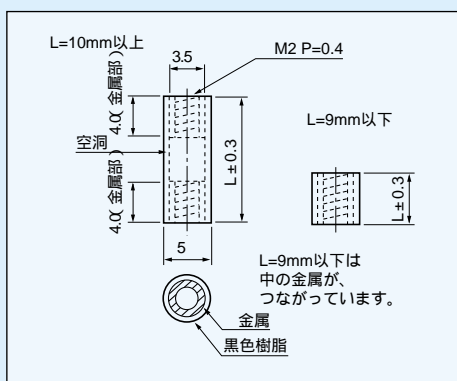 L=10mm以上
3.5
M2 P=0.4
4.0(金属部)
空洞
4.0(金属部)
L±0.3
5
金属
黒色樹脂
L=9mm以下
L±0.3
L=9mm以下は
中の金属が、
つながっています。